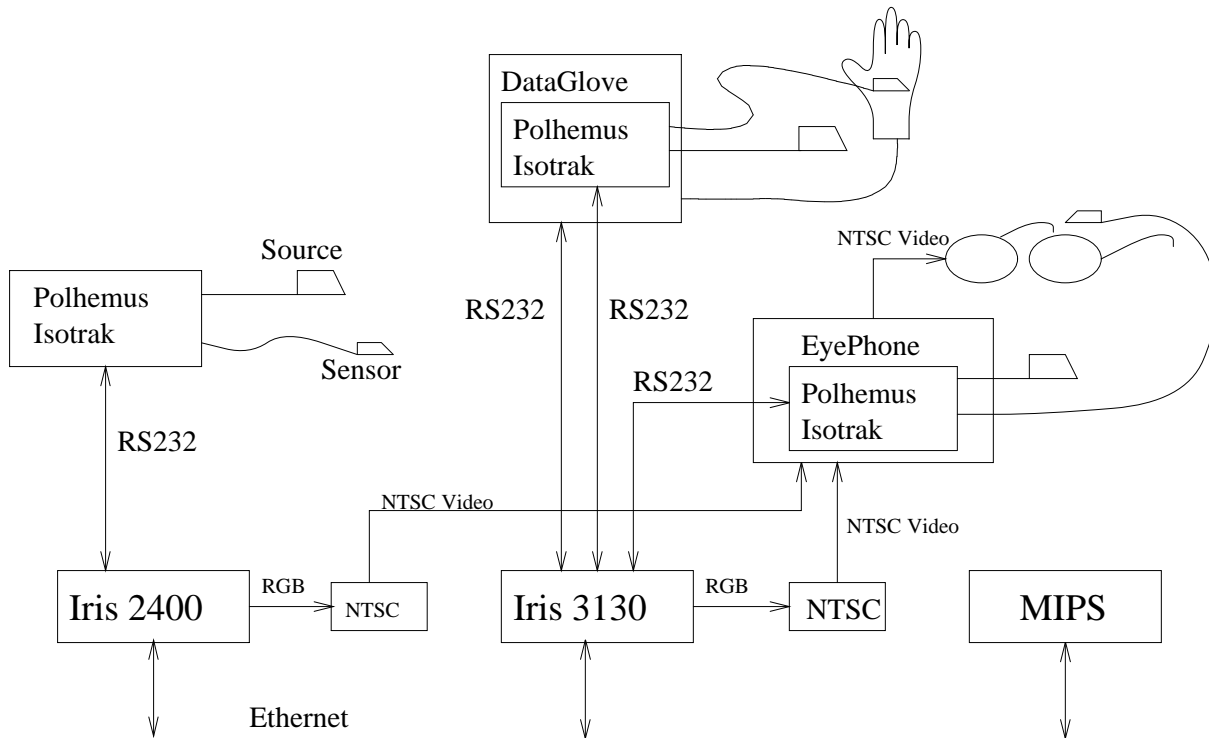 DataGlove
Polhemus
Isotrak
Source
Polhemus
Isotrak
Sensor
NTSC Video
RS232
RS232
EyePhone
RS232
Polhemus
Isotrak
RS232
NTSC Video
NTSC Video
Iris 2400
RGB
NTSC
Iris 3130
RGB
NTSC
MIPS
Ethernet